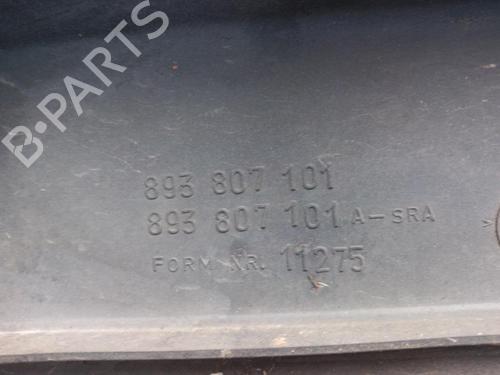 B-PARTS
893 807 101
893 807 101 A-SRA
FORM NR. 11275